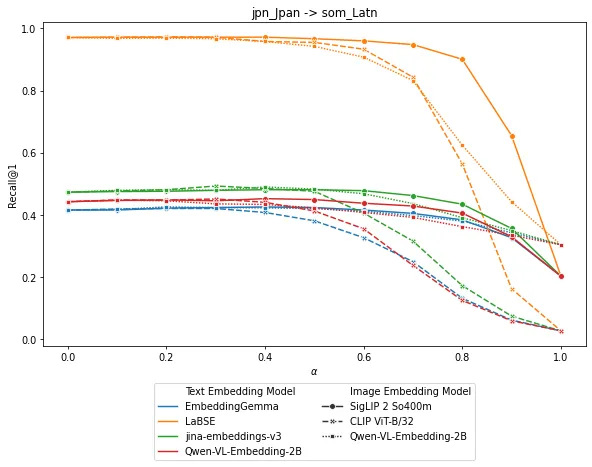 jpn_Jpan -> som_Latn
1.0
0.8
0.6
0.4
0.2
0.0
Recall@1
0.0 0.2 0.4 0.6 0.8 1.0
α
Text Embedding Model
EmbeddingGemma
LaBSE
jina-embeddings-v3
Qwen-VL-Embedding-2B
Image Embedding Model
SigLIP 2 So400m
CLIP ViT-B/32
Qwen-VL-Embedding-2B